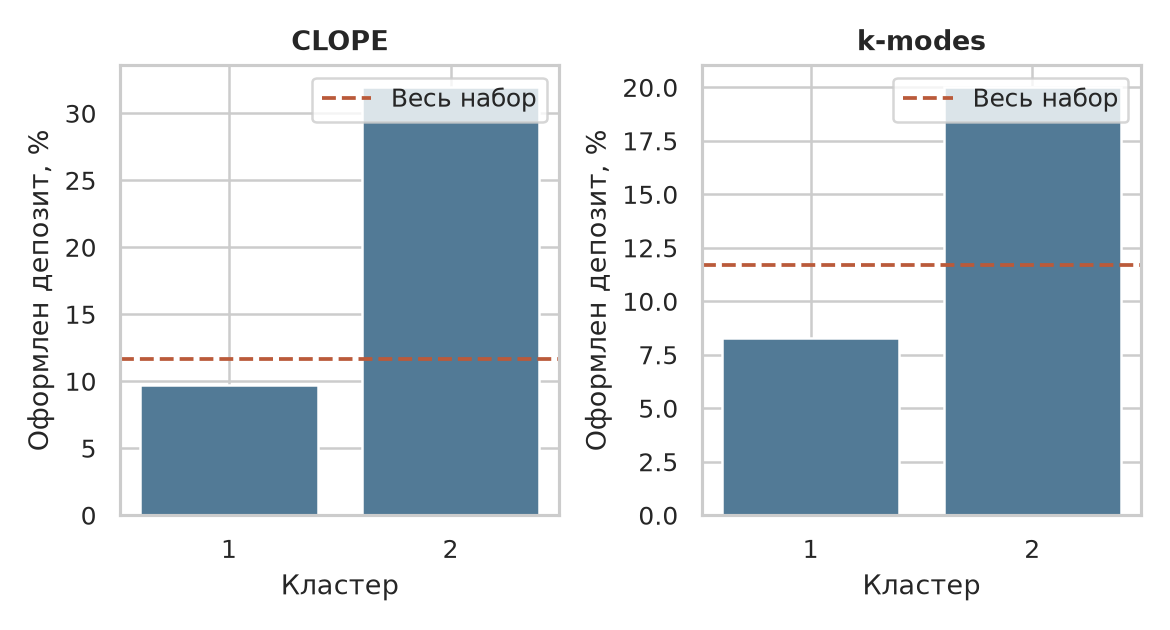 CLOPE
Весь набор
Оформлен депозит, %
30
25
20
15
10
5
0
1 2
Кластер
k-modes
Весь набор
Оформлен депозит, %
20.0
17.5
15.0
12.5
10.0
7.5
5.0
2.5
0.0
1 2
Кластер